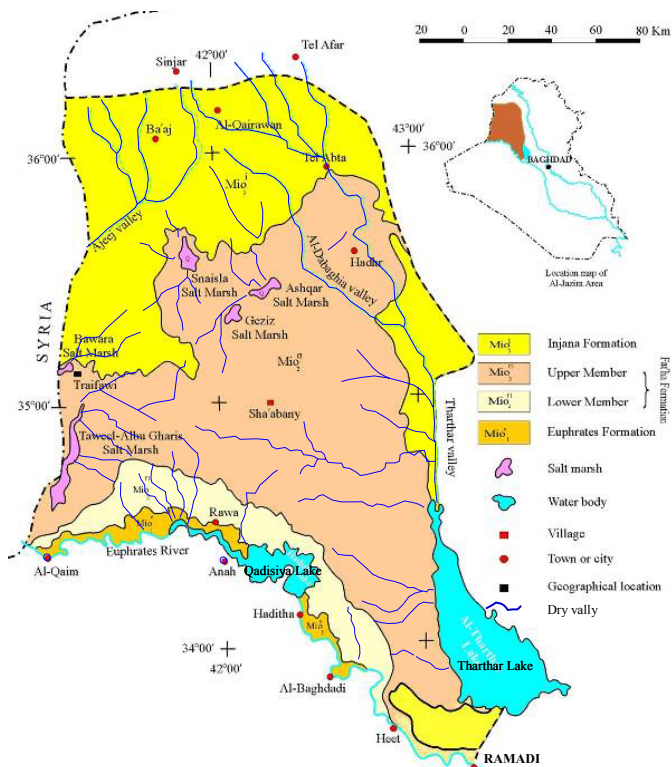 Tel Afar
Sinjar
42°00′
20 0 20 40 60 80 Km
Ba'aj
Al-Qairawan
43°00′
36°00′
36°00′
BAGHDAD
Tel Abta
Mio
Ajeej valley
Al-Dabaghia valley
Hadhr
Location map of
Al-Jazira Area
Snaisla
Salt Marsh
Ashqar
Salt Marsh
Geziz
Salt Marsh
SYRIA
Bawara
Salt Marsh
Traifawi
Mio
Injana Formation
Mio
Upper Member
Mio
Lower Member
Mio
Euphrates Formation
Fat'ha Formation
35°00′
Sha'abany
Tharthar valley
Taweel-Albu Gharis
Salt Marsh
Salt marsh
Water body
Village
Town or city
Geographical location
Dry vally
Mio
Mio
Rawa
Euphrates River
Al-Qaim
Anah
Qadisiya Lake
Haditha
Mio
34°00′
42°00′
Al-Tharthar
Lake
Tharthar Lake
Al-Baghdadi
Heet
RAMADI